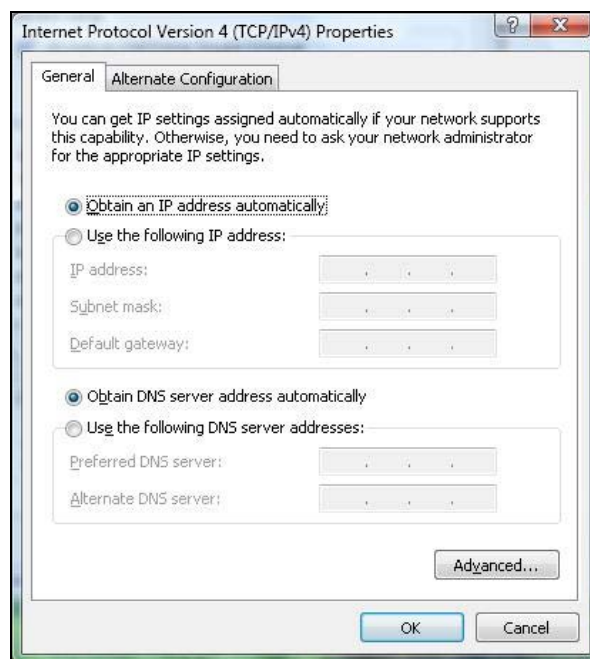 Internet Protocol Version 4 (TCP/IPv4) Properties
General
Alternate Configuration
You can get IP settings assigned automatically if your network supports
this capability. Otherwise, you need to ask your network administrator
for the appropriate IP settings.
Obtain an IP address automatically
Use the following IP address:
IP address:
Subnet mask:
Default gateway:
Obtain DNS server address automatically
Use the following DNS server addresses:
Preferred DNS server:
Alternate DNS server:
Advanced...
OK
Cancel